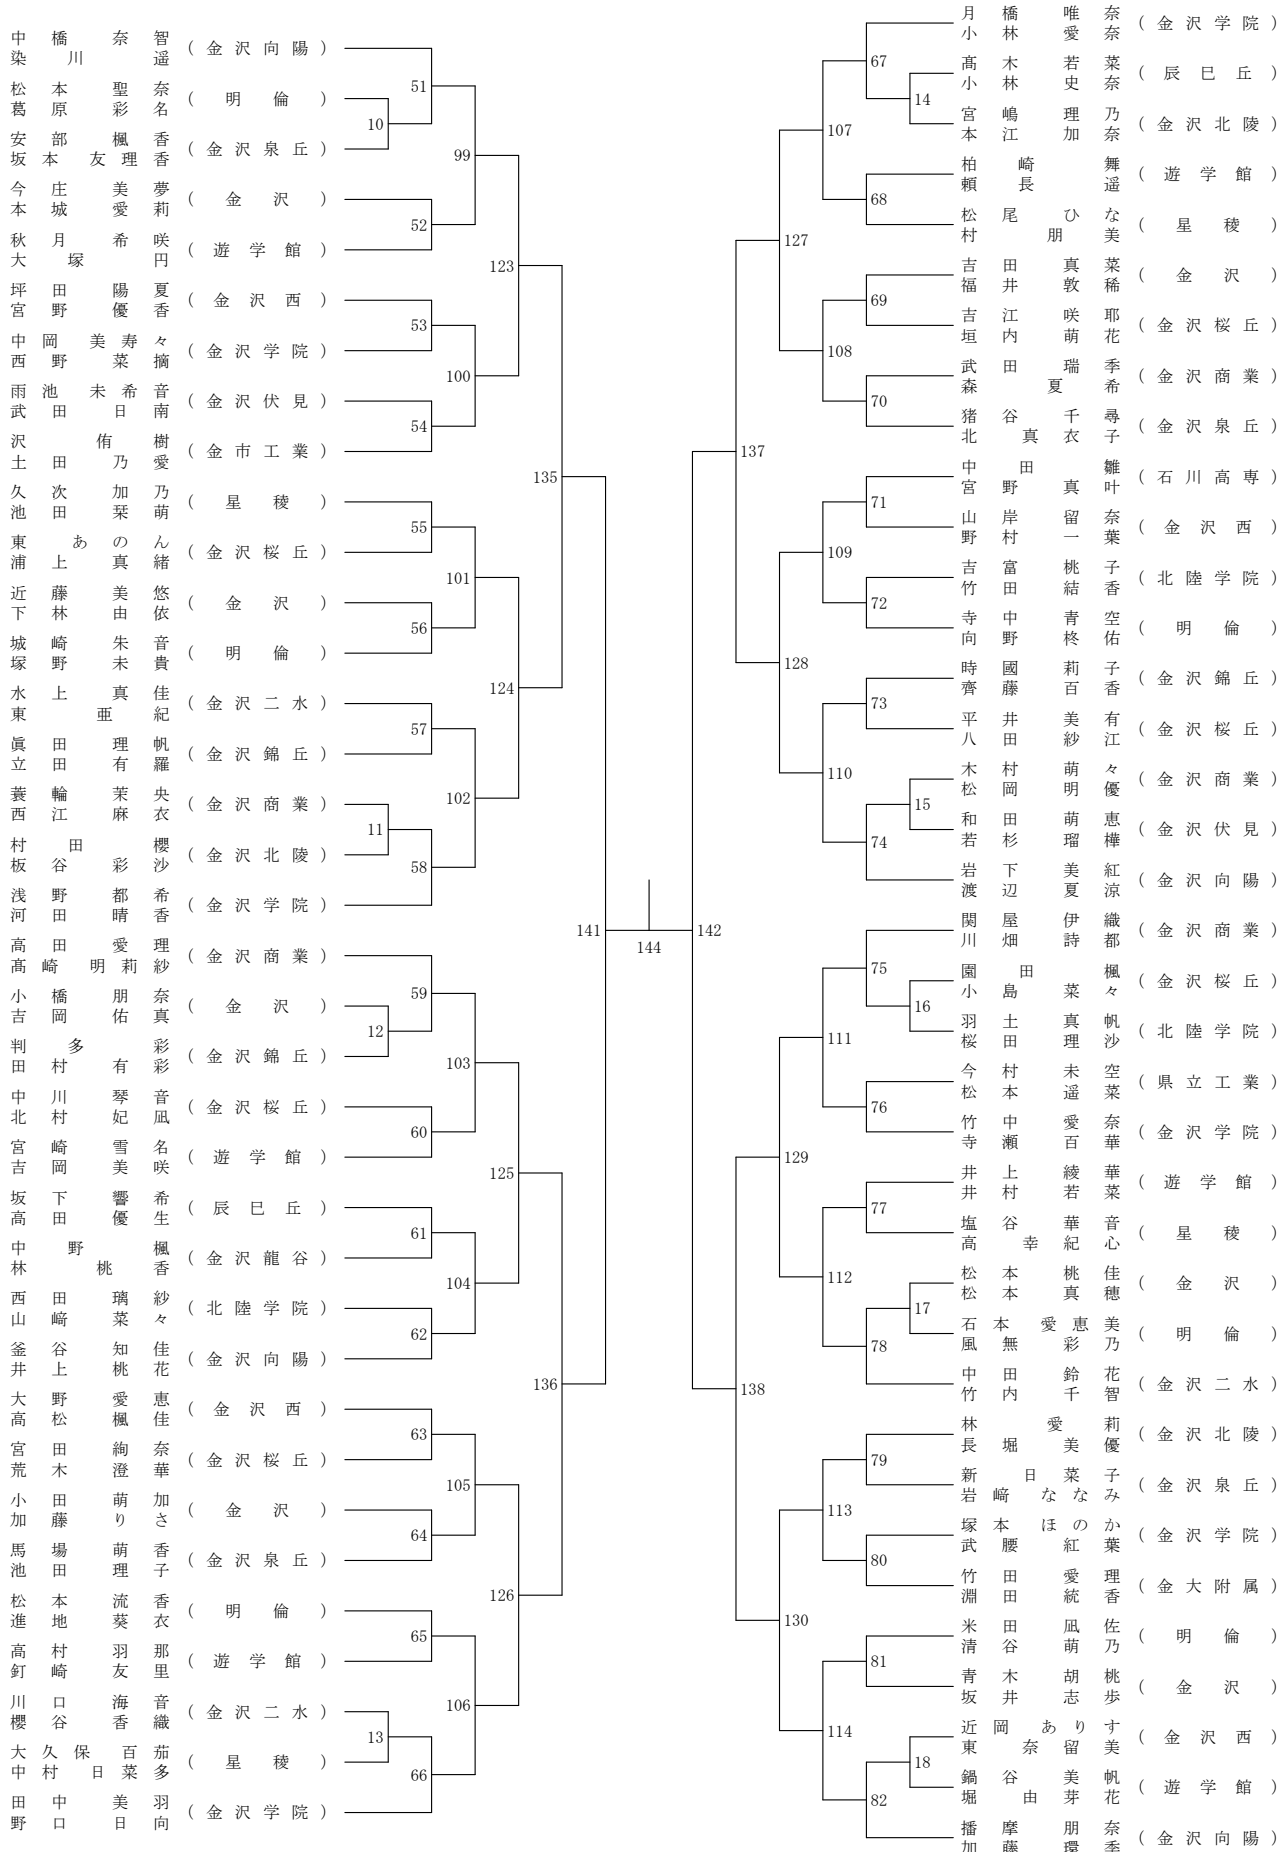 中橋奈智
染川遥
(金沢向陽)
松本聖奈
葛原彩名
(明倫)
安部楓香
坂本友理香
(金沢泉丘)
今庄美夢
本城愛莉
(金沢)
秋月希咲
大塚円
(遊学館)
坪田陽夏
宮野優香
(金沢西)
中岡美寿々
西野菜摘
(金沢学院)
雨池未希音
武田日南
(金沢伏見)
沢侑樹
土田乃愛
(金市工業)
久次加乃
池田栞萌
(星稜)
東あのん
浦上真緒
(金沢桜丘)
近藤美悠
下林由依
(金沢)
城崎朱音
塚野未貴
(明倫)
水上真佳
東亜紀
(金沢二水)
眞田理帆
立田有羅
(金沢錦丘)
蓑輪茉央
西江麻衣
(金沢商業)
村田櫻
板谷彩沙
(金沢北陵)
浅野都希
河田晴香
(金沢学院)
高田愛理
髙崎明莉紗
(金沢商業)
小橋朋奈
吉岡佑真
(金沢)
判多彩
田村有彩
(金沢錦丘)
中川琴音
北村妃凪
(金沢桜丘)
宮崎雪名
吉岡美咲
(遊学館)
坂下響希
高田優生
(辰巳丘)
中野楓
林桃香
(金沢龍谷)
西田璃紗
山﨑菜々
(北陸学院)
釜谷知佳
井上桃花
(金沢向陽)
大野愛恵
高松楓佳
(金沢西)
宮田絢奈
荒木澄華
(金沢桜丘)
小田萌加
加藤りさ
(金沢)
馬場萌香
池田理子
(金沢泉丘)
松本流香
進地葵衣
(明倫)
高村羽那
釘崎友里
(遊学館)
川口海音
櫻谷香織
(金沢二水)
大久保百茄
中村日菜多
(星稜)
田中美羽
野口日向
(金沢学院)
10
11
12
13
51
52
53
54
55
56
57
58
59
60
61
62
63
64
65
66
99
100
101
102
103
104
105
106
123
124
125
126
135
136
141
144
142
137
138
127
128
129
130
107
108
109
110
111
112
113
114
67
68
69
70
71
72
73
74
75
76
77
78
79
80
81
82
14
15
16
17
18
月橋唯奈
小林愛奈
(金沢学院)
髙木若菜
小林史奈
(辰巳丘)
宮嶋理乃
本江加奈
(金沢北陵)
柏崎舞
頼長遥
(遊学館)
松尾ひな
村朋美
(星稜)
吉田真菜
福井敦稀
(金沢)
吉江咲耶
垣内萌花
(金沢桜丘)
武田瑞季
森夏希
(金沢商業)
猪谷千尋
北真衣子
(金沢泉丘)
中田雛
宮野真叶
(石川高専)
山岸留奈
野村一葉
(金沢西)
吉富桃子
竹田結香
(北陸学院)
寺中青空
向野柊佑
(明倫)
時國莉子
齊藤百香
(金沢錦丘)
平井美有
八田紗江
(金沢桜丘)
木村萌々
松岡明優
(金沢商業)
和田萌恵
若杉瑠樺
(金沢伏見)
岩下美紅
渡辺夏涼
(金沢向陽)
関屋伊織
川畑詩都
(金沢商業)
園田楓
小島菜々
(金沢桜丘)
羽土真帆
桜田理沙
(北陸学院)
今村未空
松本遥菜
(県立工業)
竹中愛奈
寺瀬百華
(金沢学院)
井上綾華
井村若菜
(遊学館)
塩谷華音
高幸紀心
(星稜)
松本桃佳
松本真穂
(金沢)
石本愛恵美
風無彩乃
(明倫)
中田鈴花
竹内千智
(金沢二水)
林愛莉
長堀美優
(金沢北陵)
新日菜子
岩﨑ななみ
(金沢泉丘)
塚本ほのか
武腰紅葉
(金沢学院)
竹田愛理
淵田統香
(金大附属)
米田凪佐
清谷萌乃
(明倫)
青木胡桃
坂井志歩
(金沢)
近岡ありす
東奈留美
(金沢西)
鍋谷美帆
堀由芽花
(遊学館)
播摩朋奈
加藤環季
(金沢向陽)